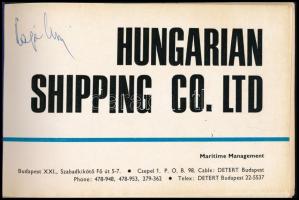 HUNGARIAN
SHIPPING CO. LTD
Maritime Management
Budapest XXI., Szabadkikötő Fő út 5-7. ● Csepel 1, P. O. B. 98. Cable: DETERT Budapest
Phone: 478-948, 478-953, 279-362 ● Telex: DETERT Budapest 22-5537